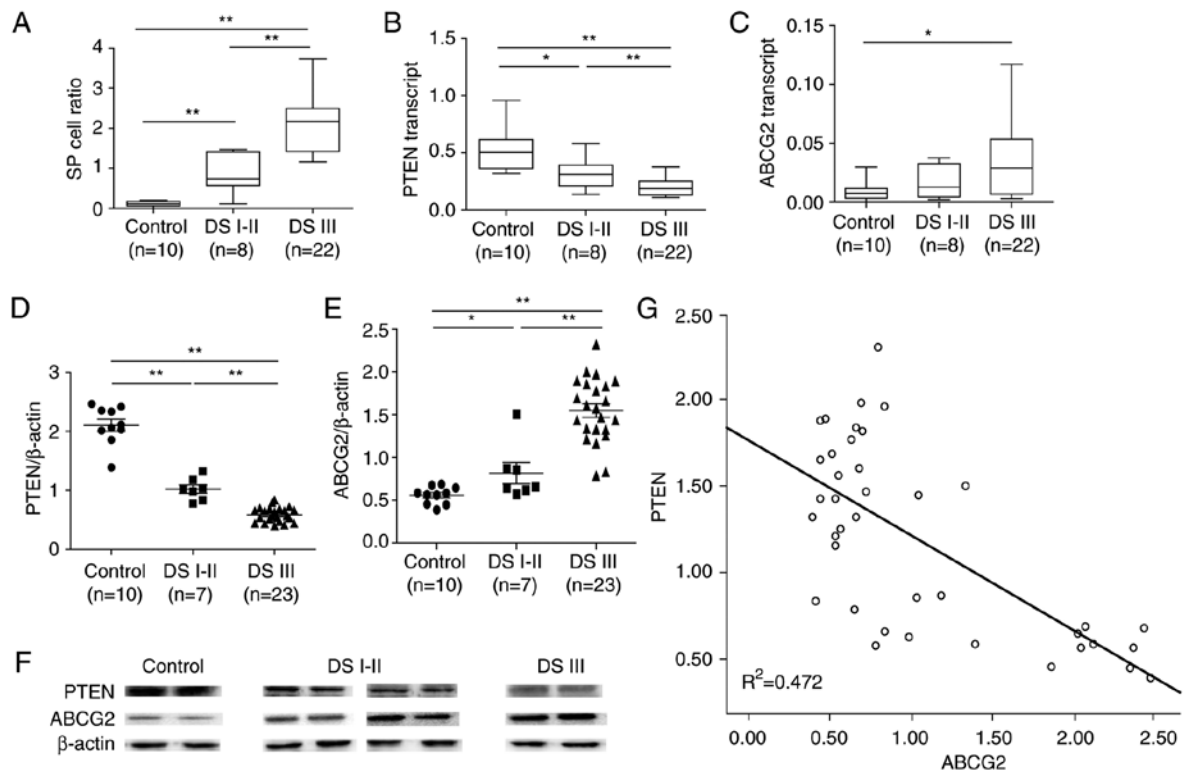 A
SP cell ratio
4
3
2
1
0
**
**
**
Control DS I-II DS III
(n=10) (n=8) (n=22)
B
PTEN transcript
1.5
1.0
0.5
0.0
**
*
**
Control DS I-II DS III
(n=10) (n=8) (n=22)
C
ABCG2 transcript
0.15
0.10
0.05
0.00
*
Control DS I-II DS III
(n=10) (n=8) (n=22)
D
PTEN/β-actin
3
2
1
0
**
**
**
Control DS I-II DS III
(n=10) (n=7) (n=23)
E
ABCG2/β-actin
2.5
2.0
1.5
1.0
0.5
0.0
**
*
**
Control DS I-II DS III
(n=10) (n=7) (n=23)
F
Control DS I-II DS III
PTEN
ABCG2
β-actin
G
PTEN
2.50
2.00
1.50
1.00
0.50
R²=0.472
0.00 0.50 1.00 1.50 2.00 2.50
ABCG2